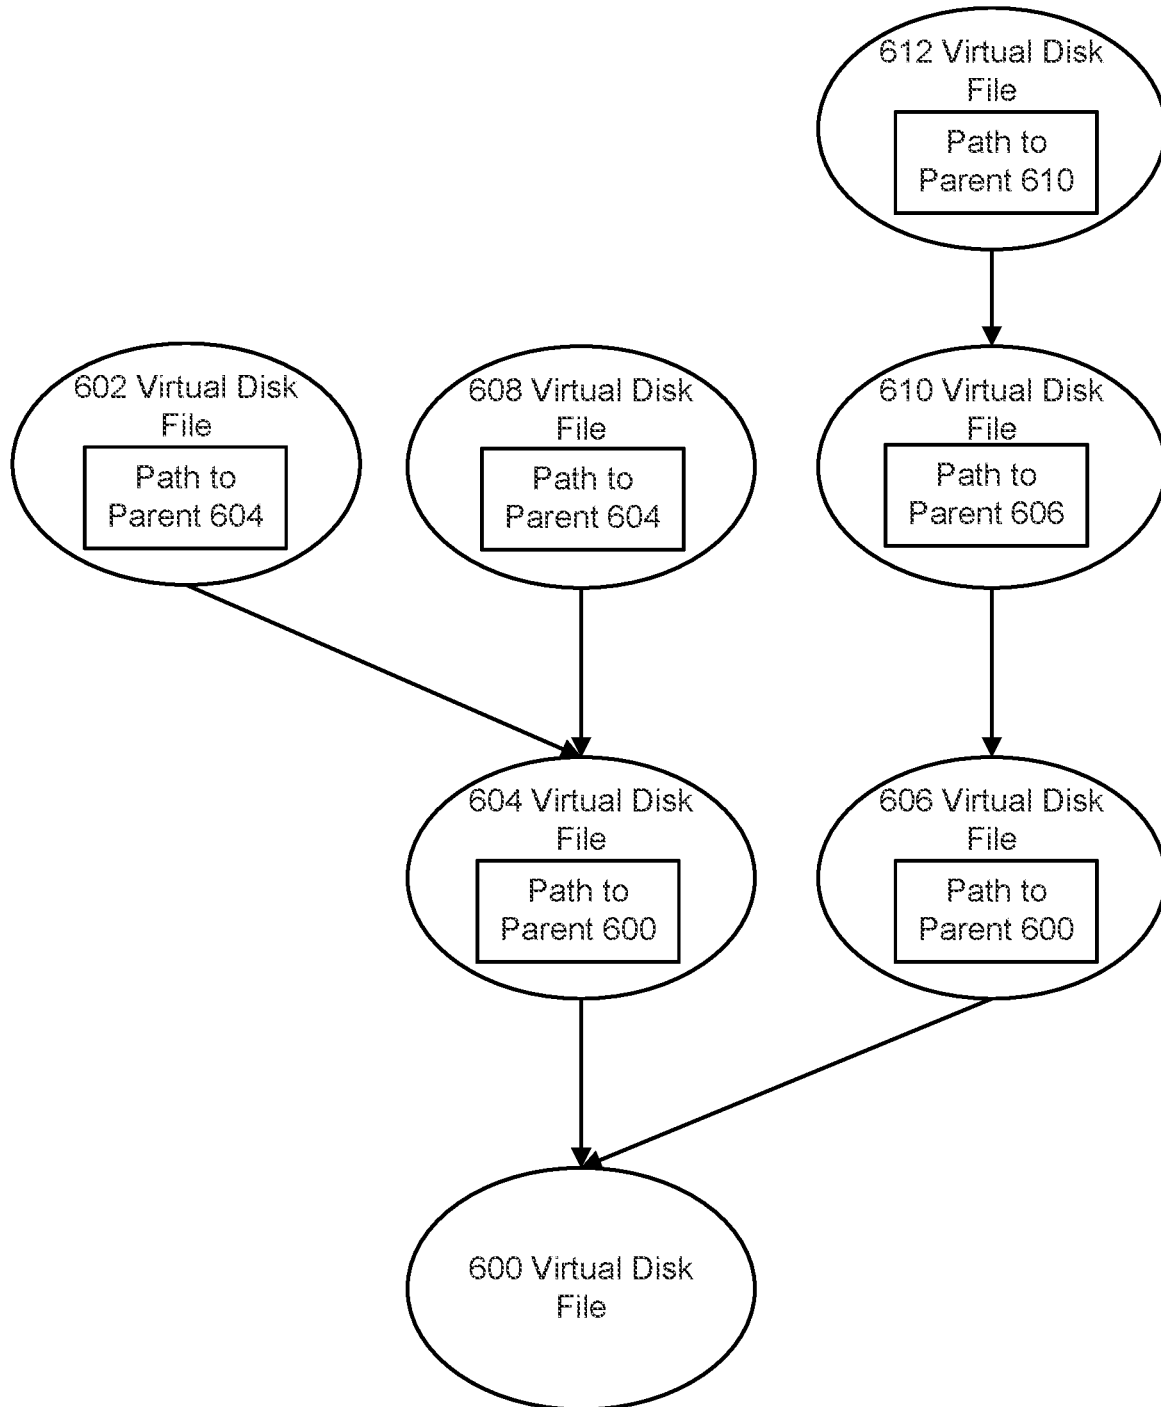 612 Virtual Disk
File
Path to
Parent 610
602 Virtual Disk
File
Path to
Parent 604
608 Virtual Disk
File
Path to
Parent 604
610 Virtual Disk
File
Path to
Parent 606
604 Virtual Disk
File
Path to
Parent 600
606 Virtual Disk
File
Path to
Parent 600
600 Virtual Disk
File